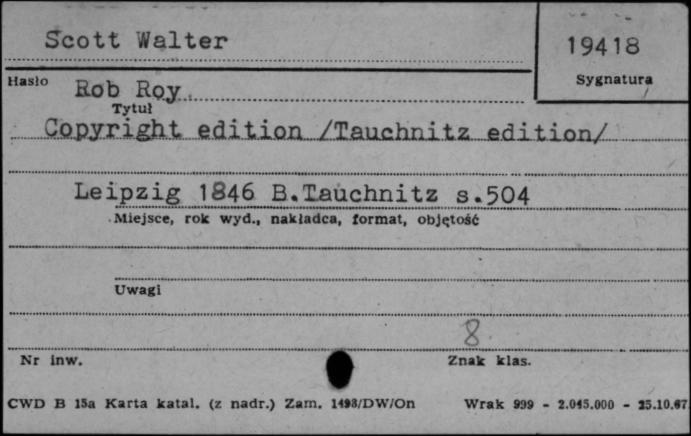 Scott Walter
19418
Hasło
Sygnatura
Rob Roy
Tytuł
Copyright edition /Tauchnitz edition/
Leipzig 1846 B.Tauchnitz s.504
Miejsce, rok wyd., nakładca, format, objętość
Uwagi
8
Nr inw.
Znak klas.
CWD B 15a Karta katal. (z nadr.) Zam. 1498/DW/On
Wrak 999 - 2.045.000 - 25.10.67